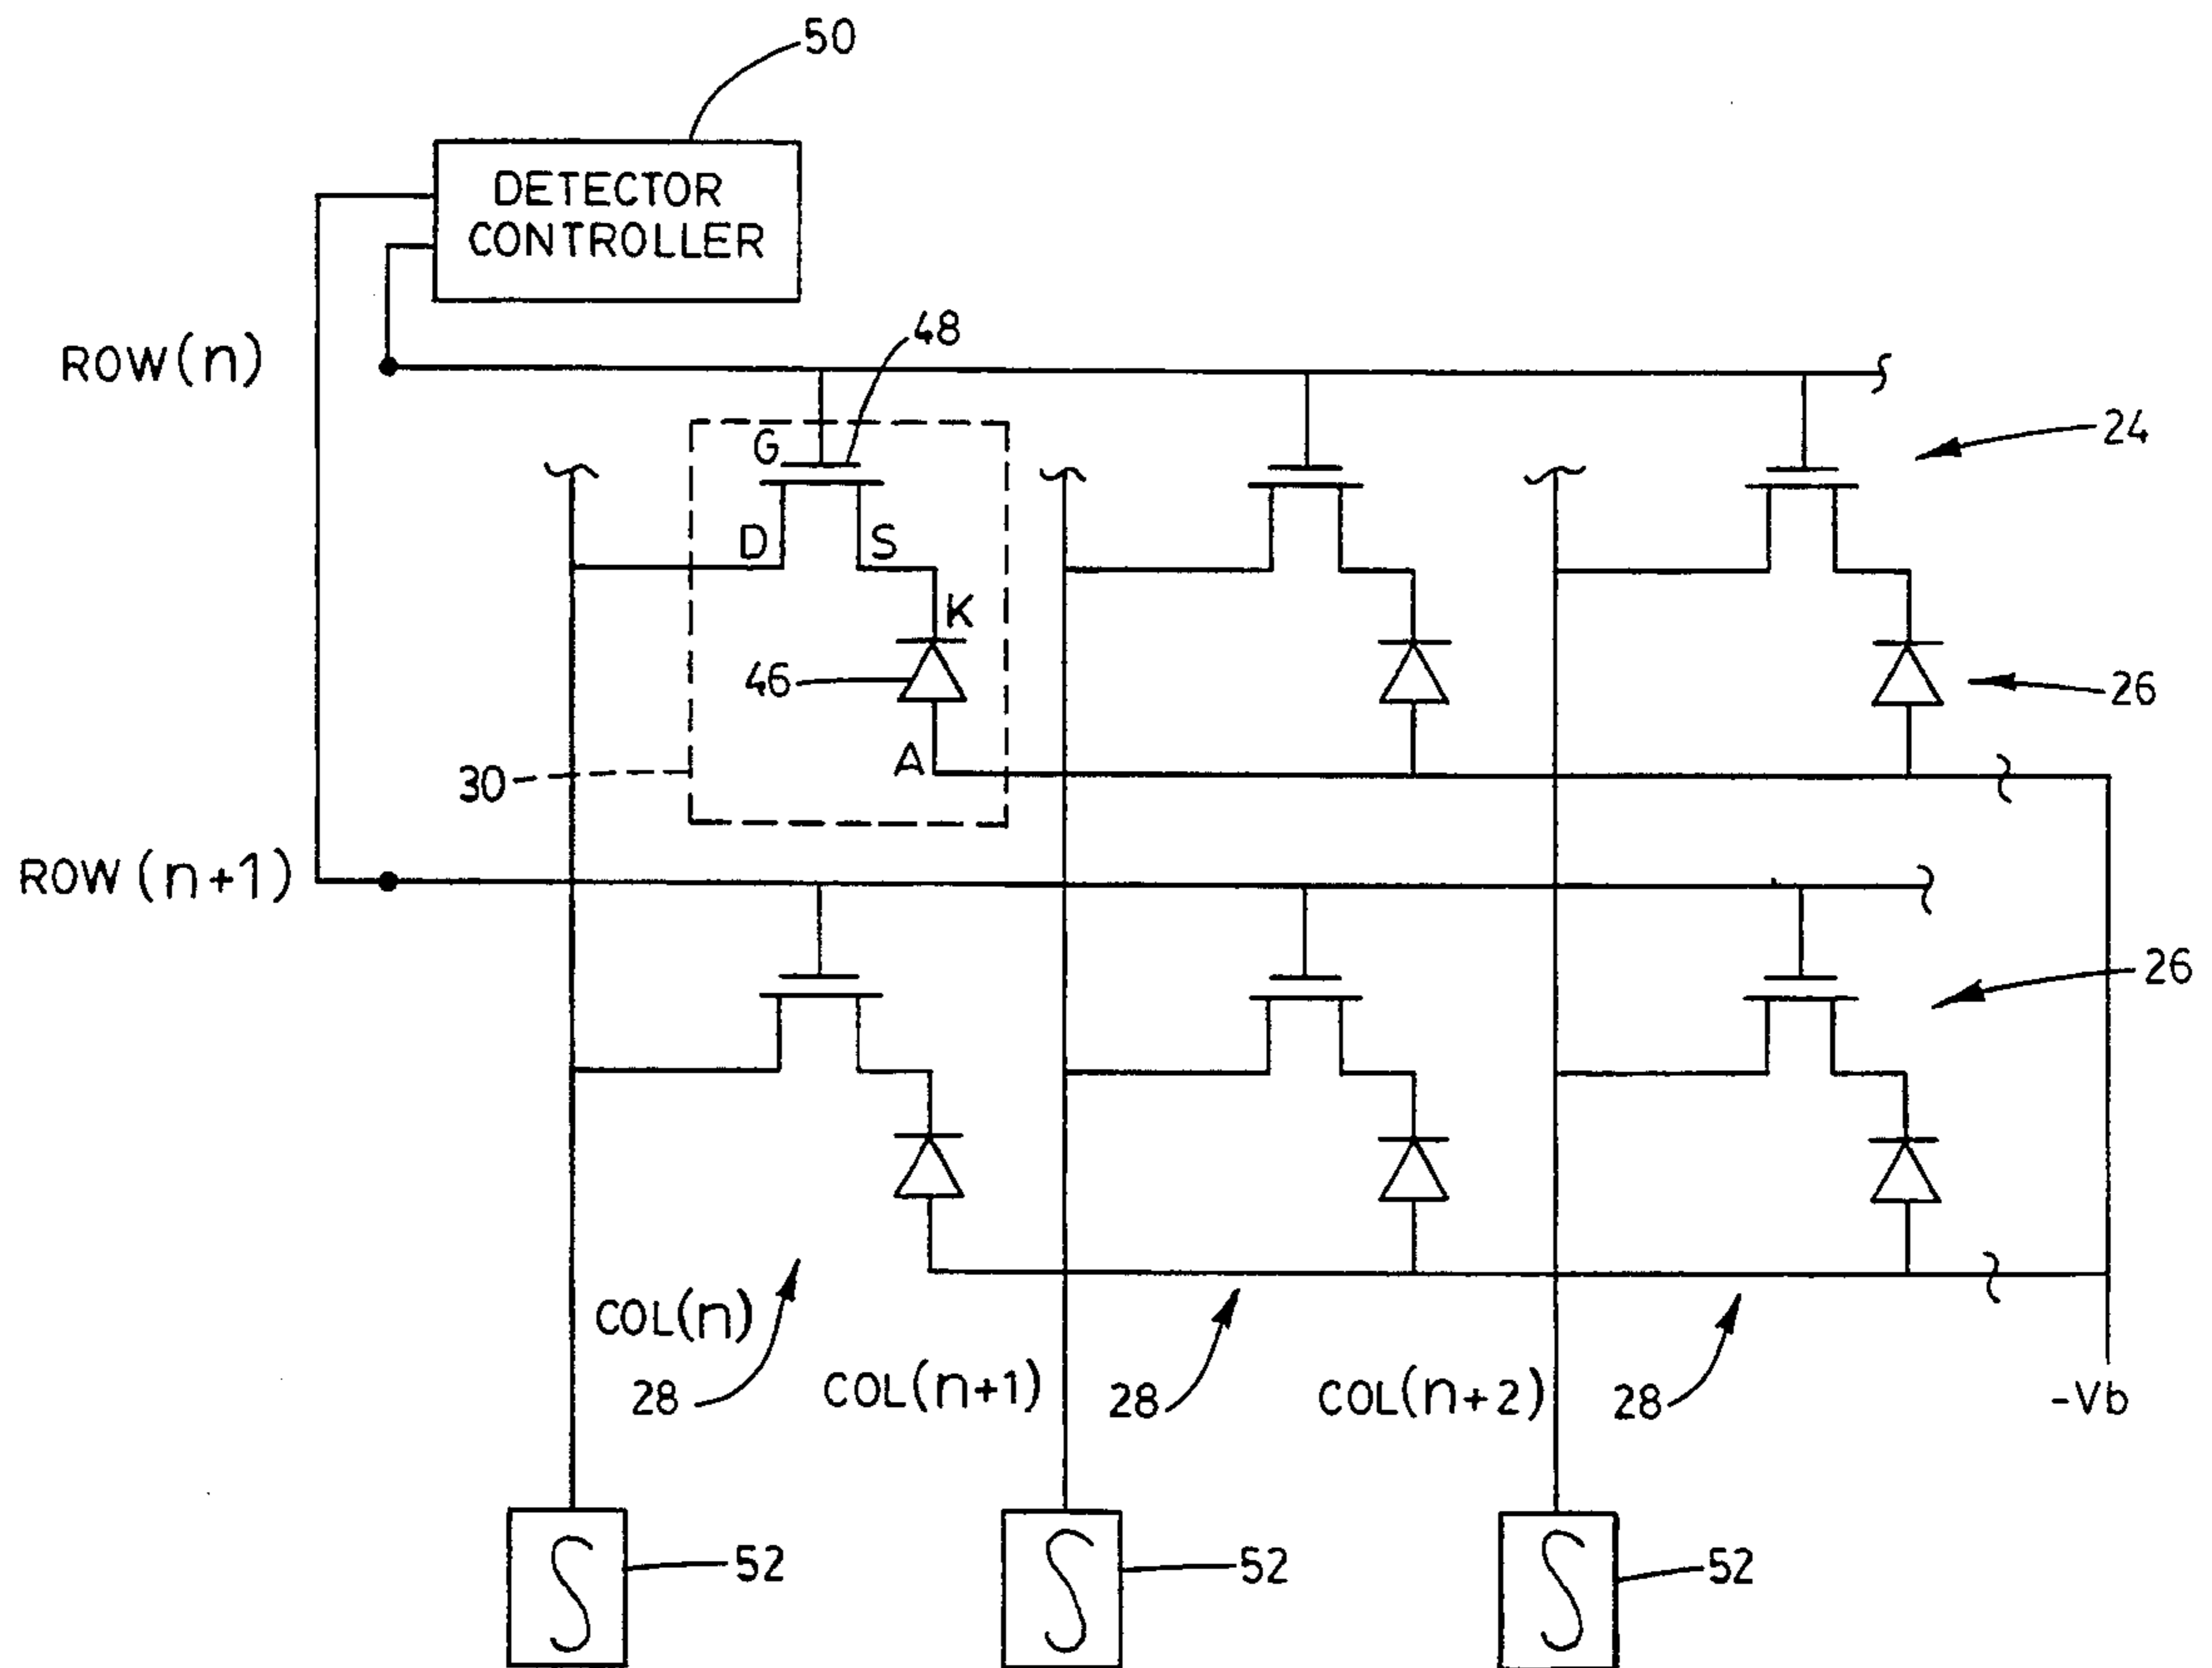 50
DETECTOR
CONTROLLER
ROW(n)
48
24
G
D
S
K
46
26
A
30
ROW(n+1)
26
COL(n)
28
COL(n+1)
28
COL(n+2)
28
-Vb
52
52
52